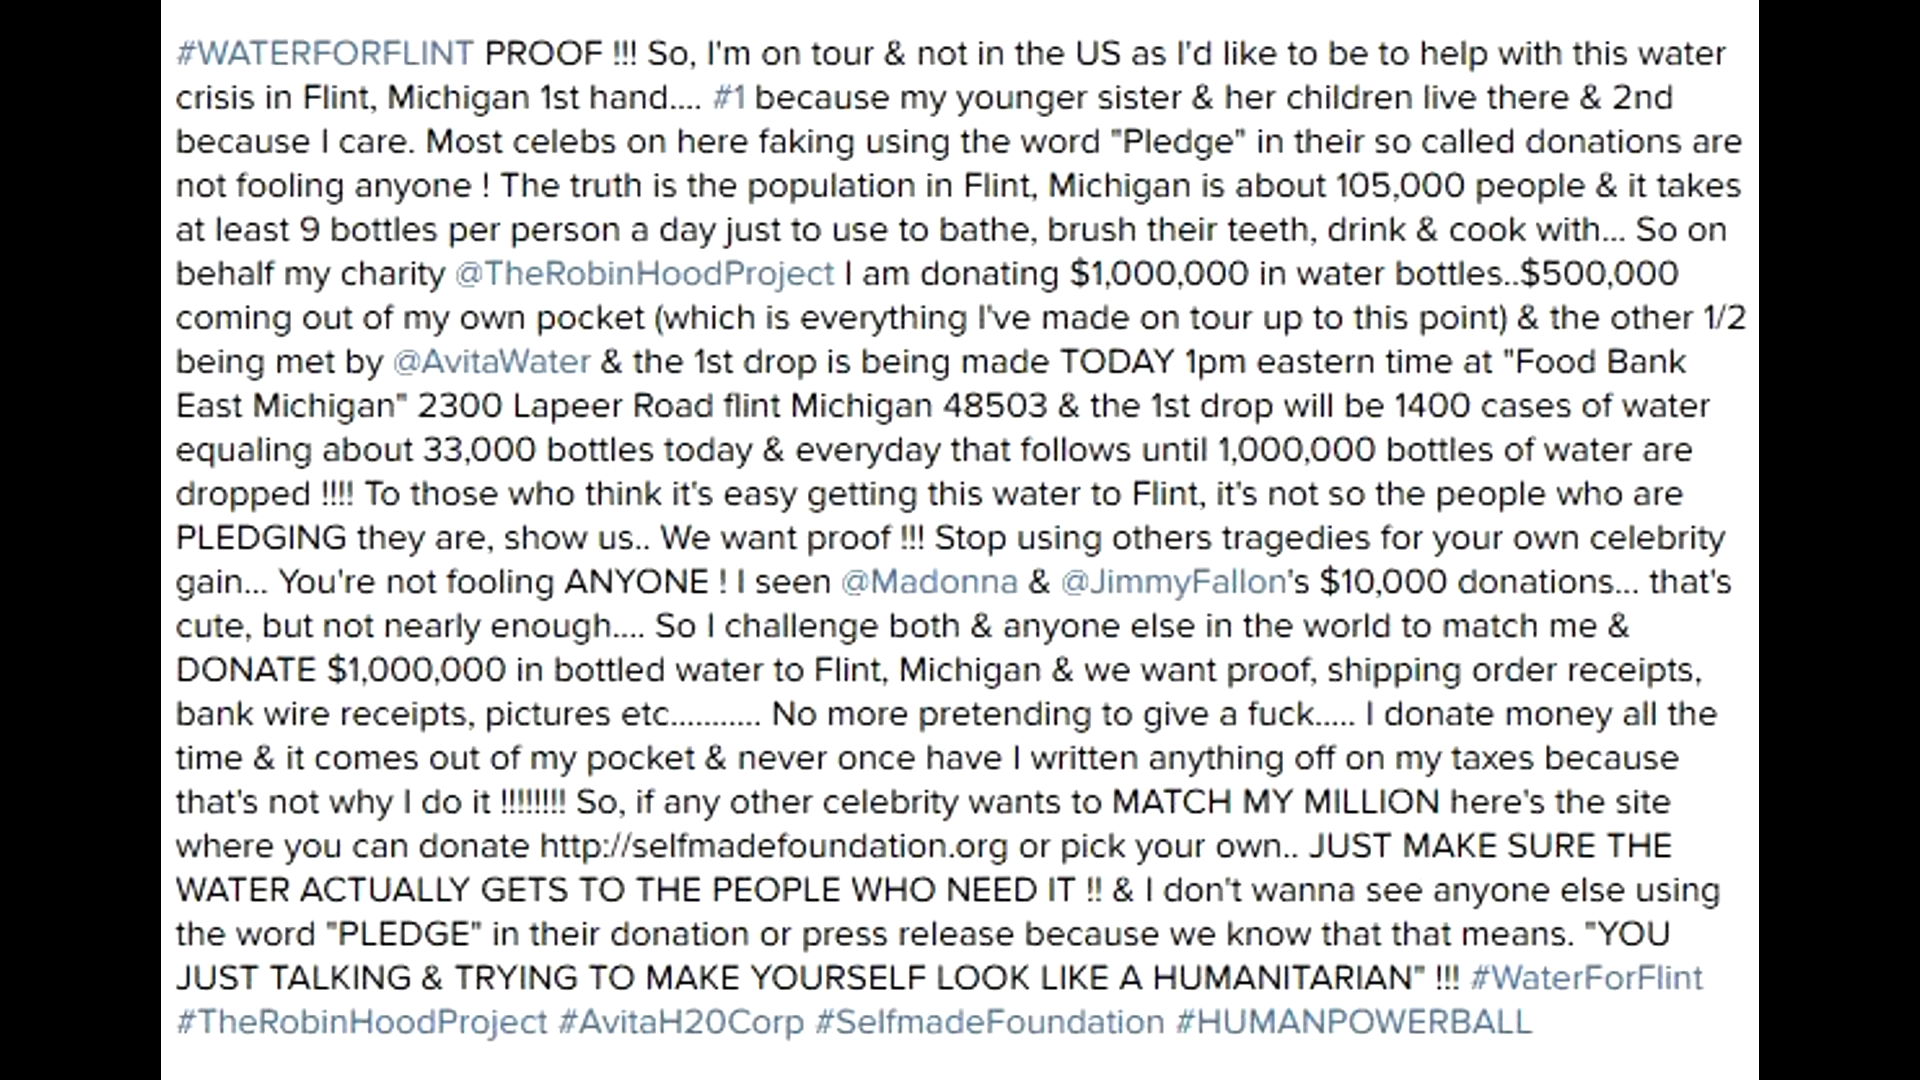 #WATERFORFLINT PROOF !!! So, I'm on tour & not in the US as I'd like to be to help with this water
crisis in Flint, Michigan 1st hand.... #1 because my younger sister & her children live there & 2nd
because I care. Most celebs on here faking using the word "Pledge" in their so called donations are
not fooling anyone ! The truth is the population in Flint, Michigan is about 105,000 people & it takes
at least 9 bottles per person a day just to use to bathe, brush their teeth, drink & cook with... So on
behalf my charity @TheRobinHoodProject I am donating $1,000,000 in water bottles..$500,000
coming out of my own pocket (which is everything I've made on tour up to this point) & the other 1/2
being met by @AvitaWater & the 1st drop is being made TODAY 1pm eastern time at "Food Bank
East Michigan" 2300 Lapeer Road flint Michigan 48503 & the 1st drop will be 1400 cases of water
equaling about 33,000 bottles today & everyday that follows until 1,000,000 bottles of water are
dropped !!!! To those who think it's easy getting this water to Flint, it's not so the people who are
PLEDGING they are, show us.. We want proof !!! Stop using others tragedies for your own celebrity
gain... You're not fooling ANYONE ! I seen @Madonna & @JimmyFallon's $10,000 donations... that's
cute, but not nearly enough.... So I challenge both & anyone else in the world to match me &
DONATE $1,000,000 in bottled water to Flint, Michigan & we want proof, shipping order receipts,
bank wire receipts, pictures etc........... No more pretending to give a fuck..... I donate money all the
time & it comes out of my pocket & never once have I written anything off on my taxes because
that's not why I do it !!!!!!!! So, if any other celebrity wants to MATCH MY MILLION here's the site
where you can donate http://selfmadefoundation.org or pick your own.. JUST MAKE SURE THE
WATER ACTUALLY GETS TO THE PEOPLE WHO NEED IT !! & I don't wanna see anyone else using
the word "PLEDGE" in their donation or press release because we know that that means. "YOU
JUST TALKING & TRYING TO MAKE YOURSELF LOOK LIKE A HUMANITARIAN" !!! #WaterForFlint
#TheRobinHoodProject #AvitaH20Corp #SelfmadeFoundation #HUMANPOWERBALL